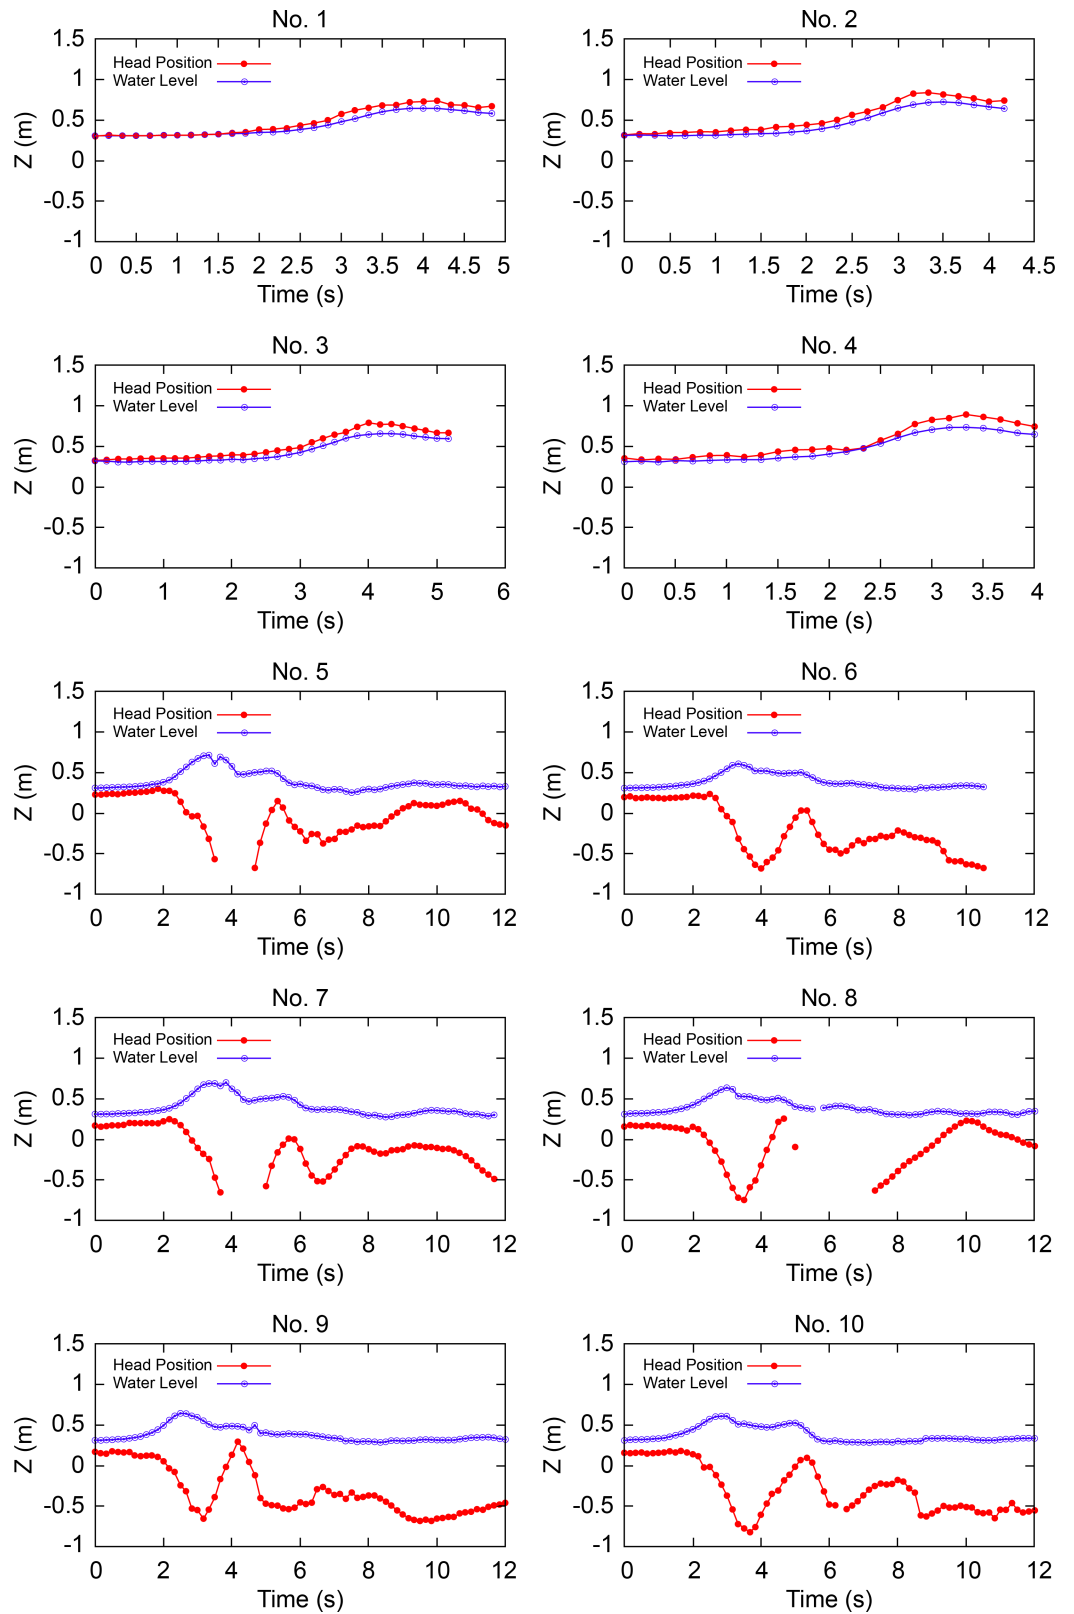 No. 1
1.5
1
0.5
0
-0.5
-1
Z (m)
Head Position
Water Level
0 0.5 1 1.5 2 2.5 3 3.5 4 4.5 5
Time (s)
No. 2
1.5
1
0.5
0
-0.5
-1
Z (m)
Head Position
Water Level
0 0.5 1 1.5 2 2.5 3 3.5 4 4.5
Time (s)
No. 3
1.5
1
0.5
0
-0.5
-1
Z (m)
Head Position
Water Level
0 1 2 3 4 5 6
Time (s)
No. 4
1.5
1
0.5
0
-0.5
-1
Z (m)
Head Position
Water Level
0 0.5 1 1.5 2 2.5 3 3.5 4
Time (s)
No. 5
1.5
1
0.5
0
-0.5
-1
Z (m)
Head Position
Water Level
0 2 4 6 8 10 12
Time (s)
No. 6
1.5
1
0.5
0
-0.5
-1
Z (m)
Head Position
Water Level
0 2 4 6 8 10 12
Time (s)
No. 7
1.5
1
0.5
0
-0.5
-1
Z (m)
Head Position
Water Level
0 2 4 6 8 10 12
Time (s)
No. 8
1.5
1
0.5
0
-0.5
-1
Z (m)
Head Position
Water Level
0 2 4 6 8 10 12
Time (s)
No. 9
1.5
1
0.5
0
-0.5
-1
Z (m)
Head Position
Water Level
0 2 4 6 8 10 12
Time (s)
No. 10
1.5
1
0.5
0
-0.5
-1
Z (m)
Head Position
Water Level
0 2 4 6 8 10 12
Time (s)